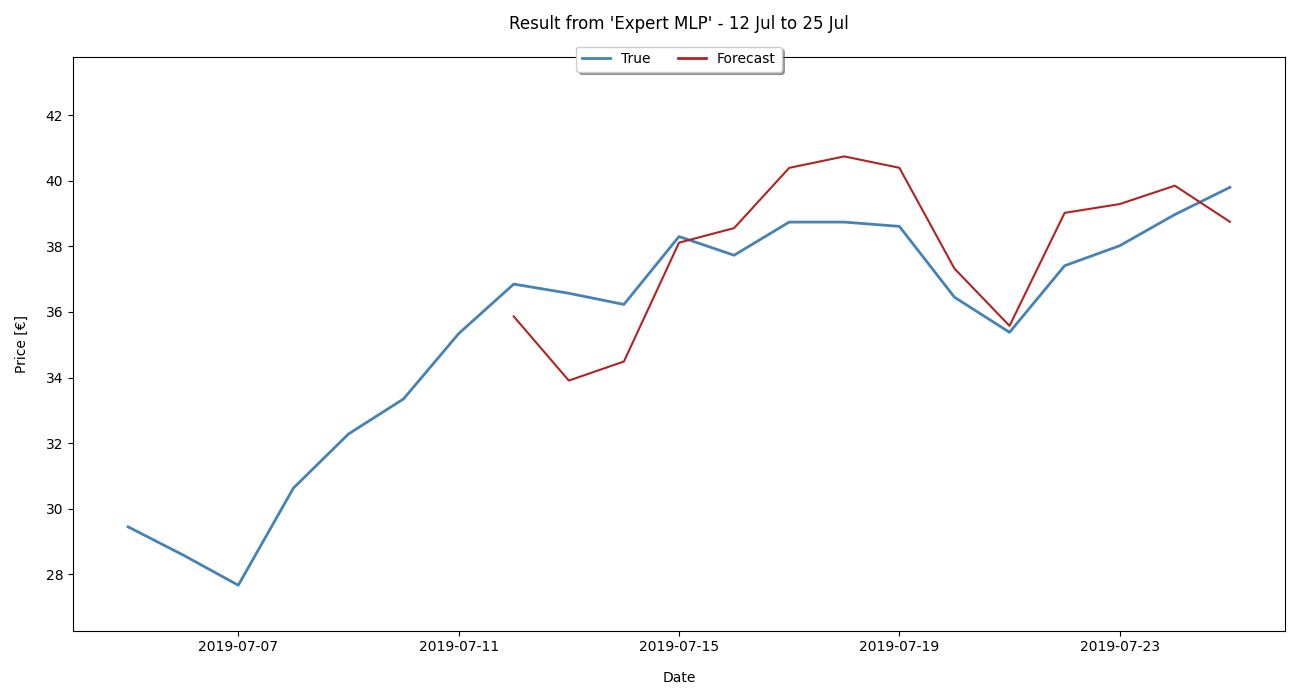 Result from 'Expert MLP' - 12 Jul to 25 Jul
True Forecast
42
40
38
36
34
32
30
28
Price [€]
2019-07-07 2019-07-11 2019-07-15 2019-07-19 2019-07-23
Date